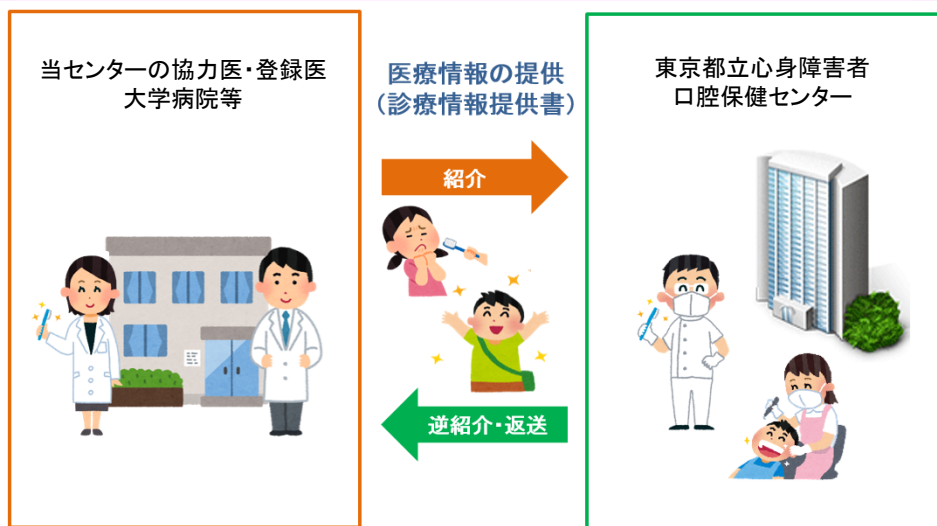 当センターの協力医・登録医
大学病院等
医療情報の提供
（診療情報提供書）
紹介
逆紹介・返送
東京都立心身障害者
口腔保健センター